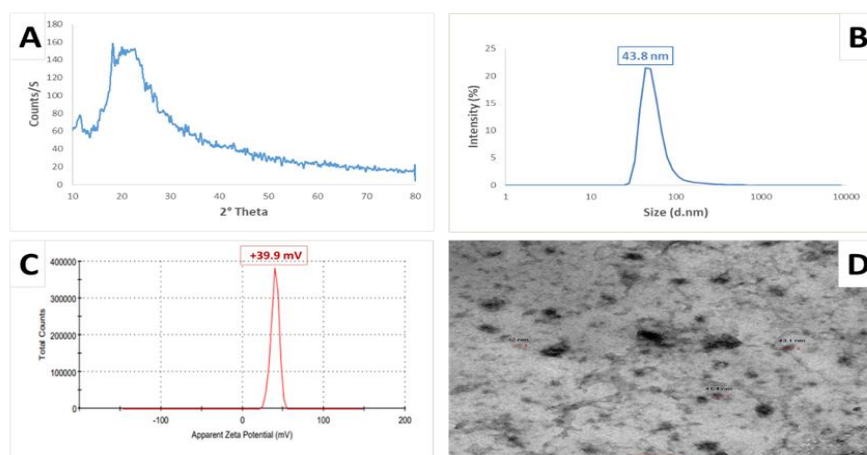 A
180
160
140
120
100
80
60
40
20
0
Counts/S
10 20 30 40 50 60 70 80
2° Theta
B
43.8 nm
25
20
15
10
5
0
Intensity (%)
1 10 100 1000 10000
Size (d.nm)
C
+39.9 mV
400000
300000
200000
100000
0
Total Counts
-100 0 100 200
Apparent Zeta Potential (mV)
D